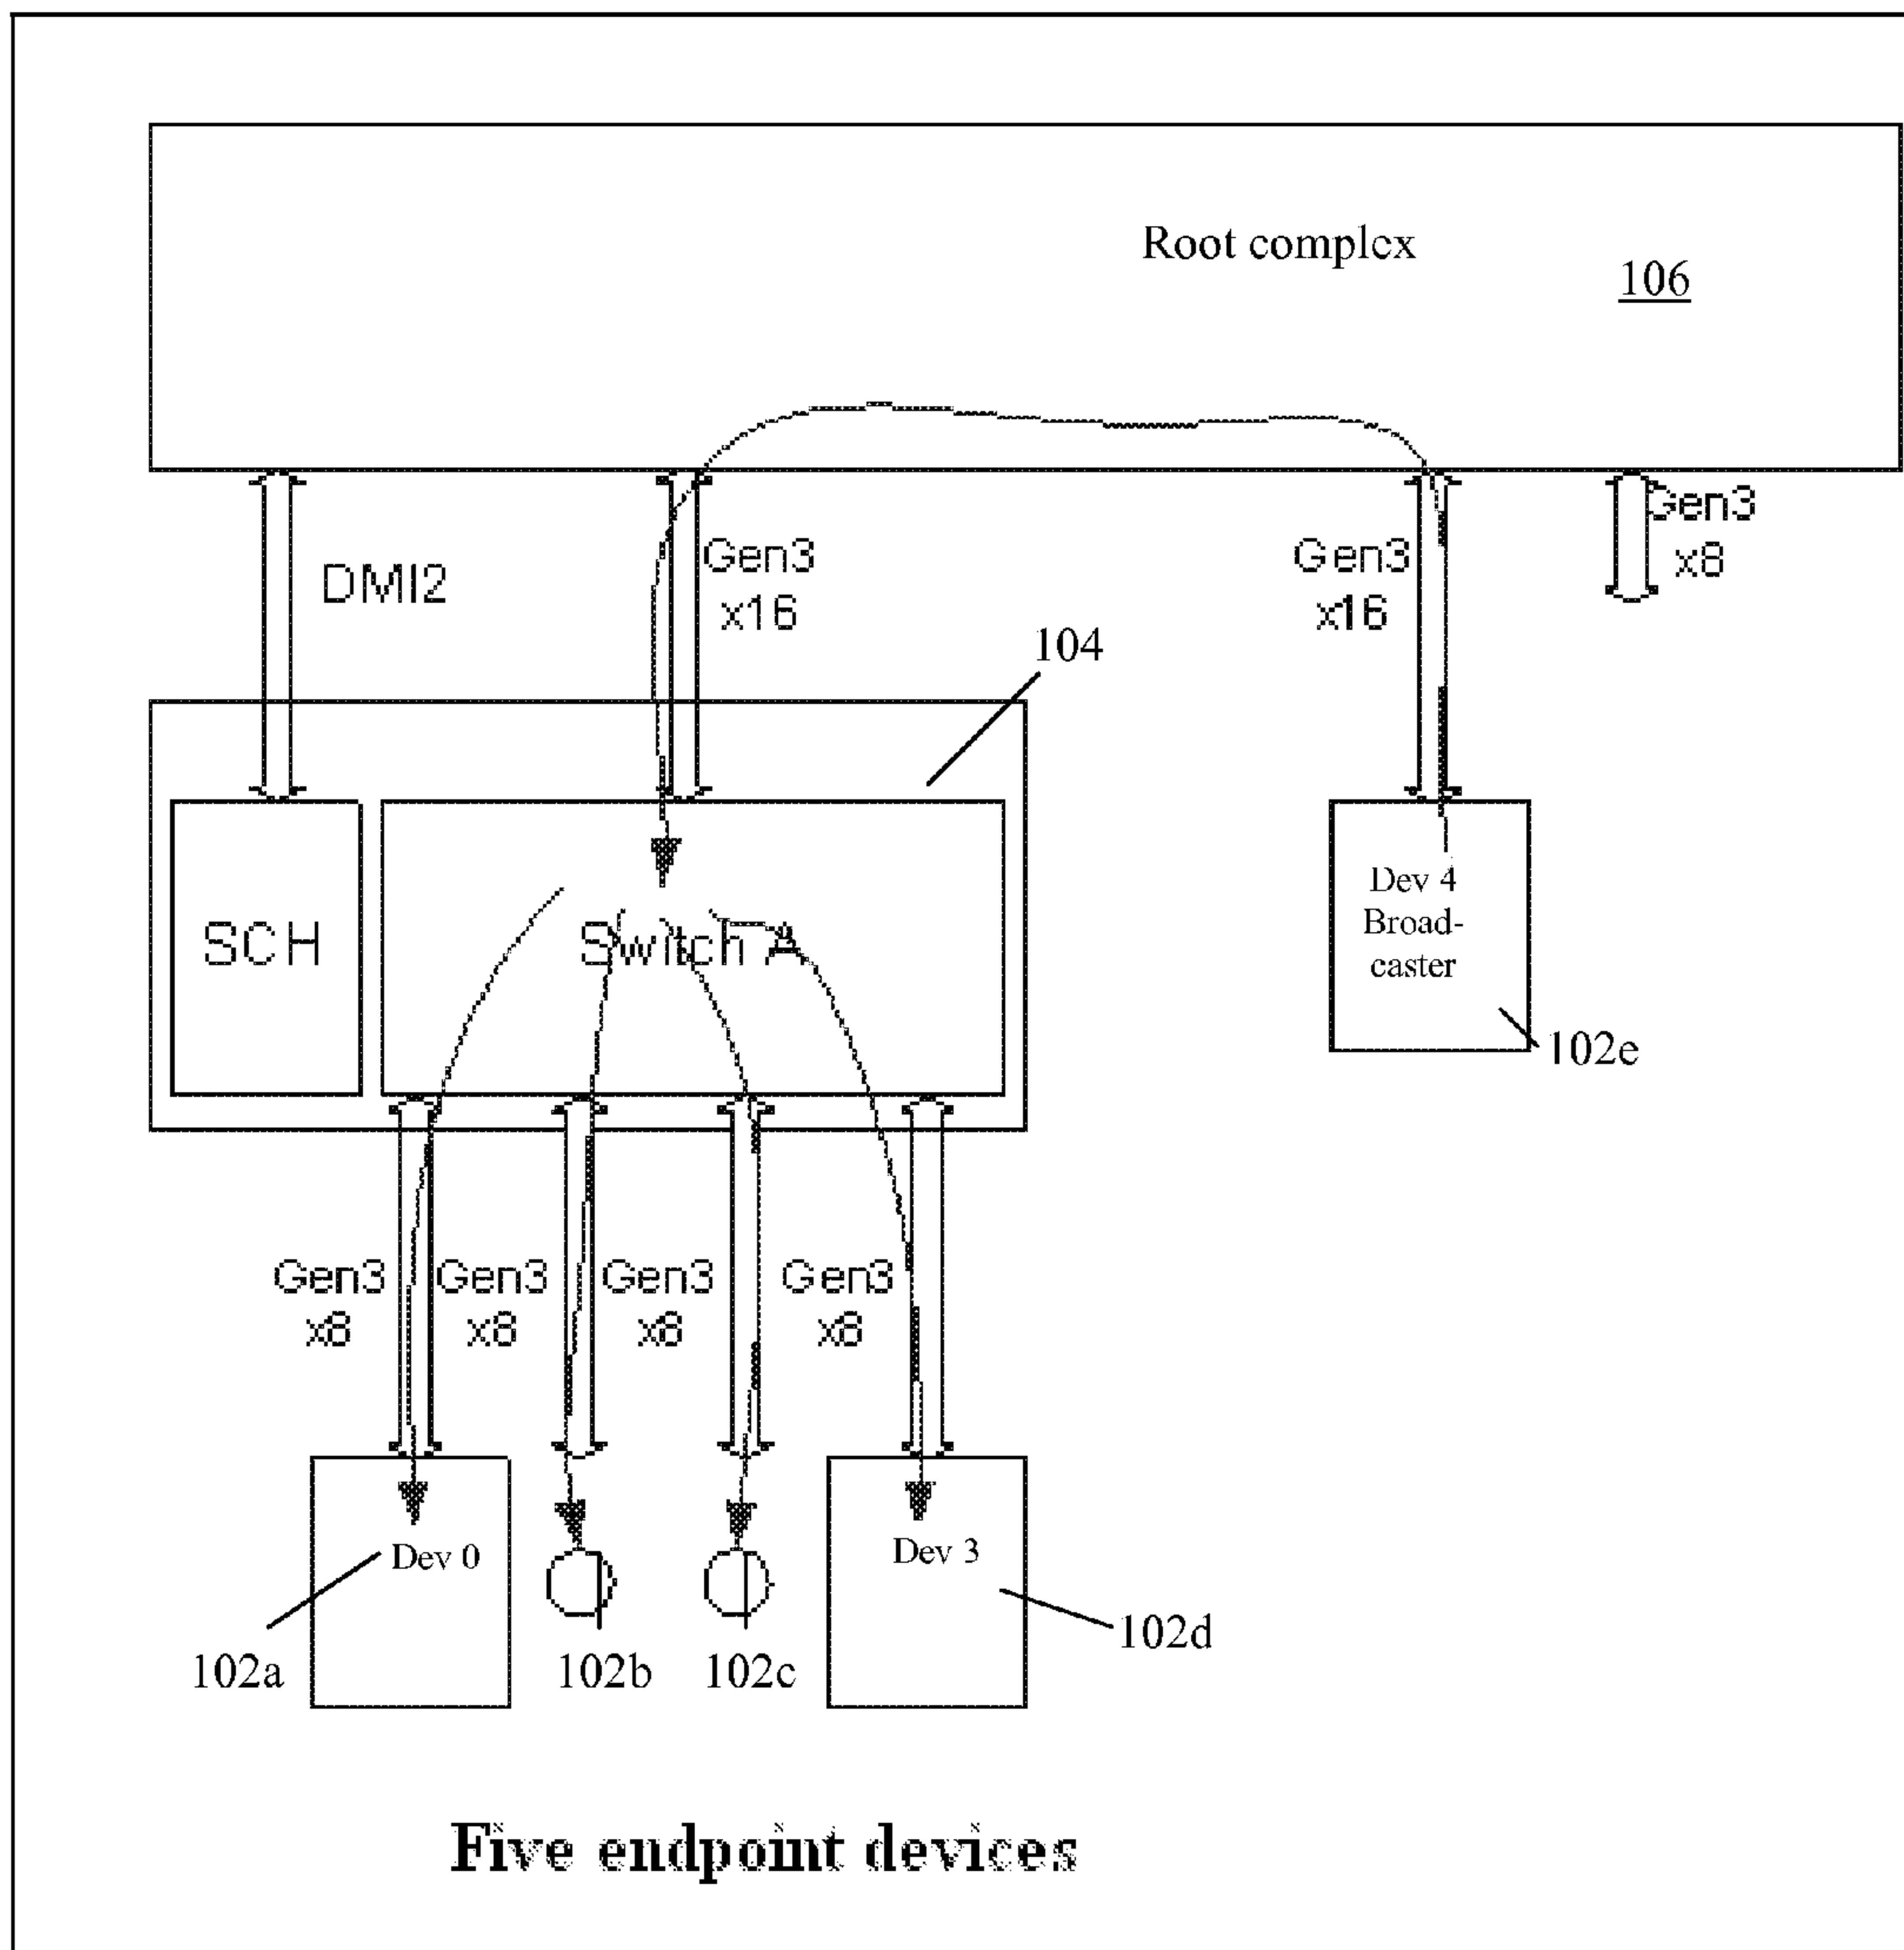 Root complex
106
DMI2
Gen3
x16
Gen3
x16
Gen3
x8
104
SCH
Switch A
Dev 4
Broad-
caster
102e
Gen3
x8
Gen3
x8
Gen3
x8
Gen3
x8
Dev 0
Dev 3
102a
102b
102c
102d
Five endpoint devices